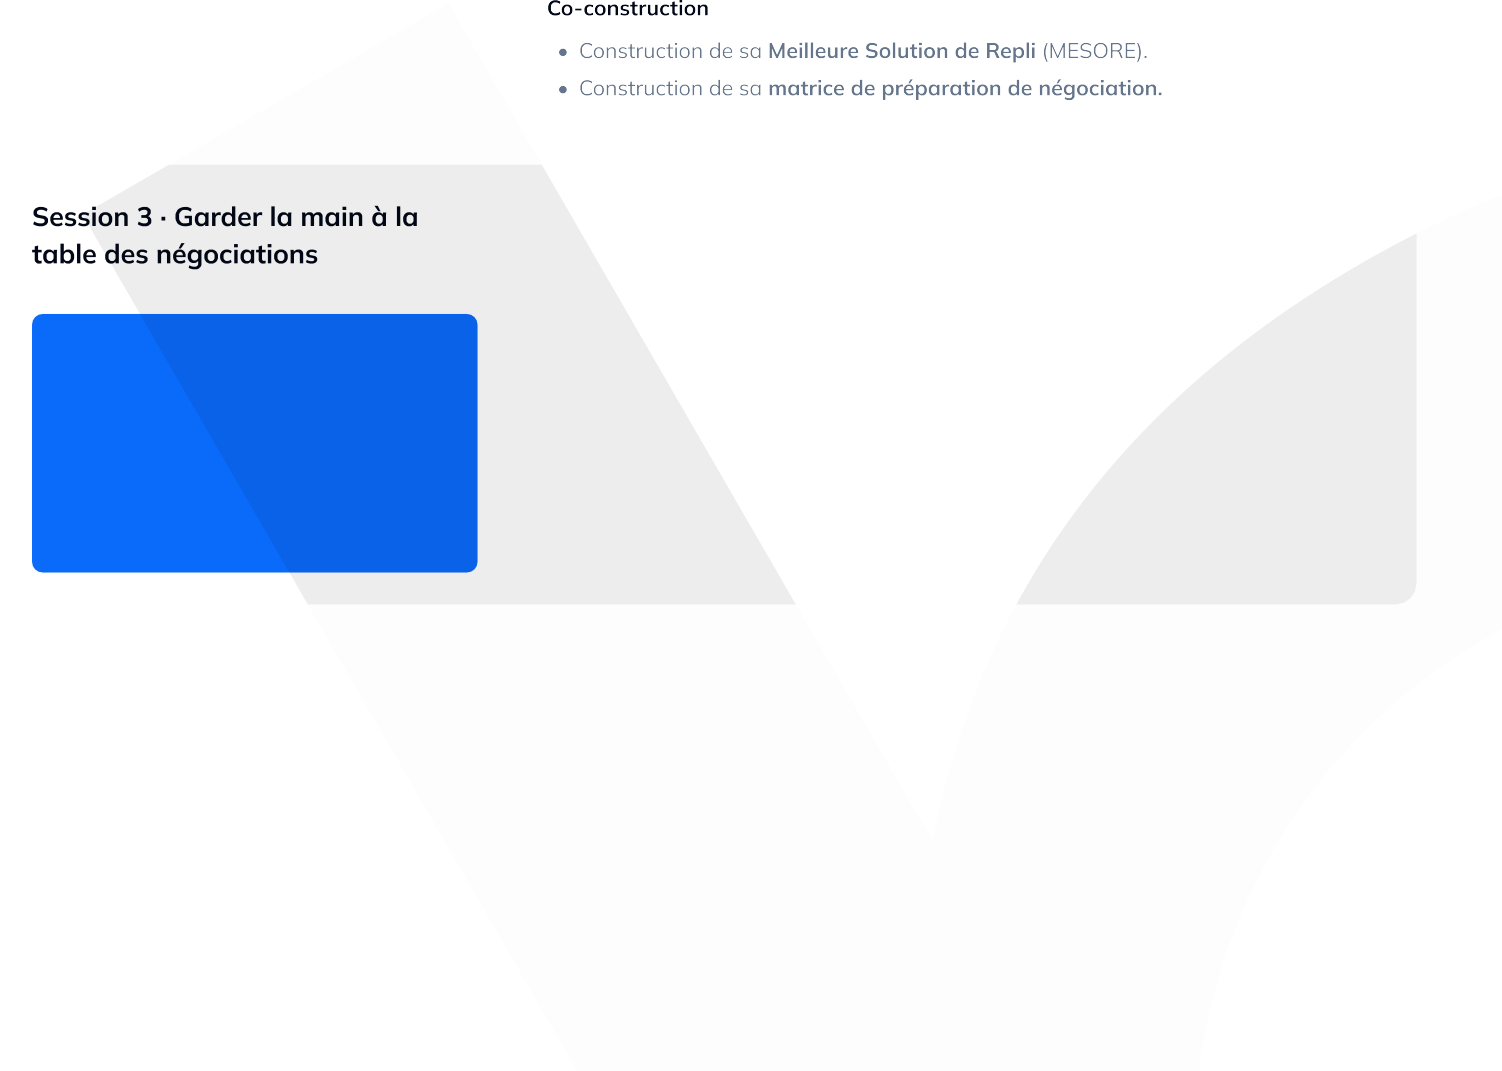 Co-construction
• Construction de sa Meilleure Solution de Repli (MESORE).
• Construction de sa matrice de préparation de négociation.
Session 3 · Garder la main à la
table des négociations